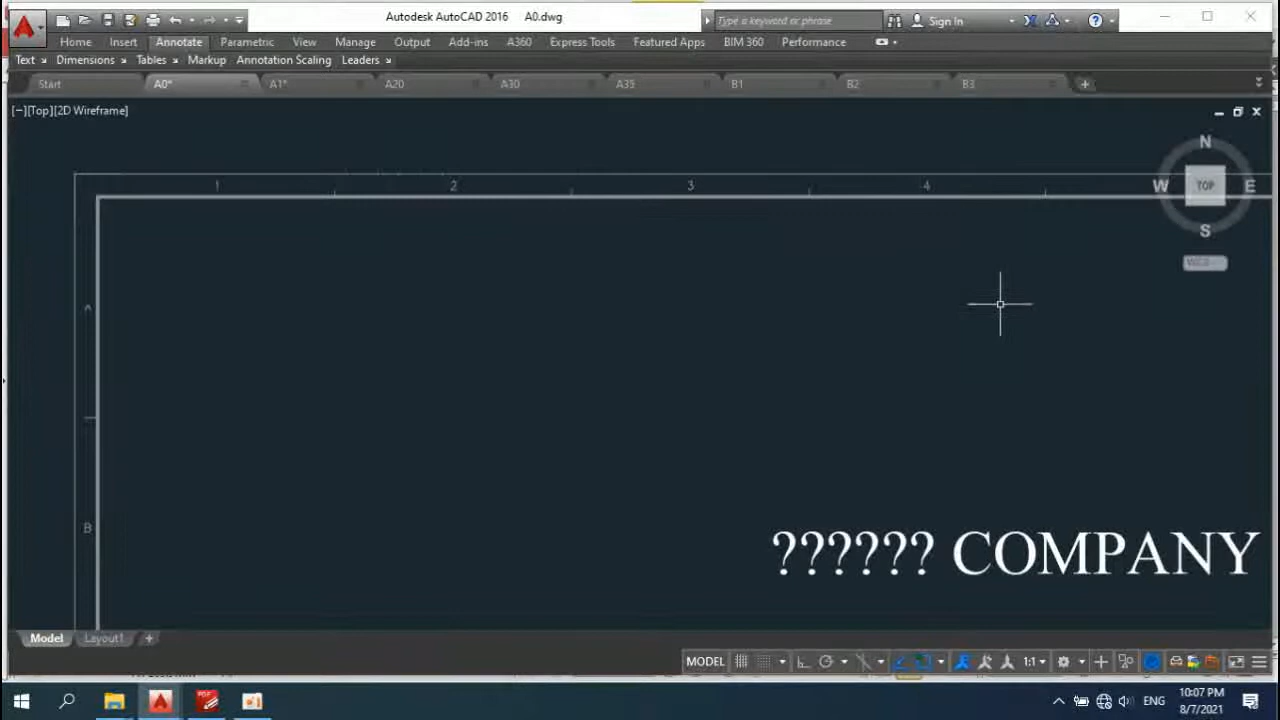 Autodesk AutoCAD 2016 A0.dwg
Type a keyword or phrase
Sign In
Home Insert Annotate Parametric View Manage Output Add-ins A360 Express Tools Featured Apps BIM 360 Performance
Text Dimensions Tables Markup Annotation Scaling Leaders
Start A0* A1* A20 A30 A35 B1 B2 B3
[−][Top][2D Wireframe]
N
1 2 3 4
W TOP E
S
WCS
A
B
?????? COMPANY
Model Layout1
MODEL 1:1
PDF
ENG
10:07 PM
8/7/2021